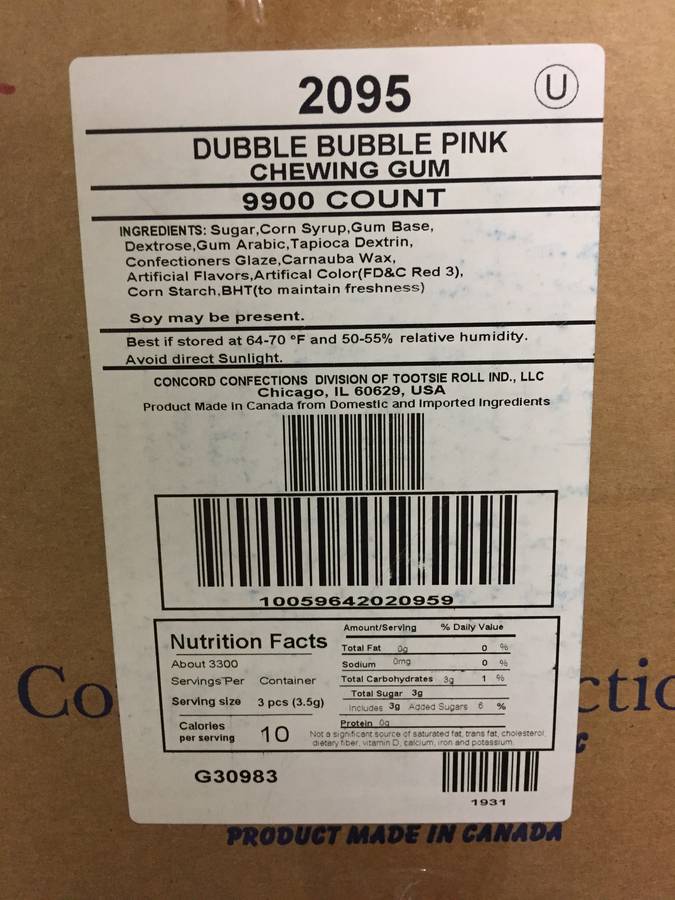 2095
U
DUBBLE BUBBLE PINK
CHEWING GUM
9900 COUNT
INGREDIENTS: Sugar,Corn Syrup,Gum Base,
Dextrose,Gum Arabic,Tapioca Dextrin,
Confectioners Glaze,Carnauba Wax,
Artificial Flavors,Artifical Color(FD&C Red 3),
Corn Starch,BHT(to maintain freshness)
Soy may be present.
Best if stored at 64-70 °F and 50-55% relative humidity.
Avoid direct Sunlight.
CONCORD CONFECTIONS DIVISION OF TOOTSIE ROLL IND., LLC
Chicago, IL 60629, USA
Product Made in Canada from Domestic and Imported Ingredients
10059642020959
Nutrition Facts
About 3300
Servings Per Container
Serving size 3 pcs (3.5g)
Calories
per serving 10
Amount/Serving % Daily Value
Total Fat 0g 0 %
Sodium 0mg 0 %
Total Carbohydrates 3g 1 %
Total Sugar 3g
Includes 3g Added Sugars 6 %
Protein 0g
Not a significant source of saturated fat, trans fat, cholesterol,
dietary fiber, vitamin D, calcium, iron and potassium.
G30983
1931
Co
ctio
C
PRODUCT MADE IN CANADA